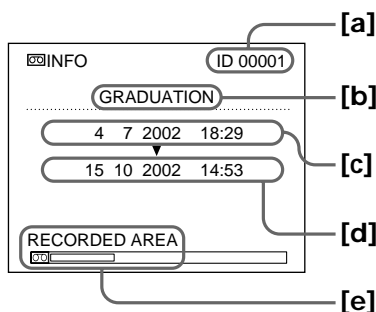 [a]
INFO ID 00001
GRADUATION [b]
4 7 2002 18:29
[c]
15 10 2002 14:53
[d]
RECORDED AREA
[e]